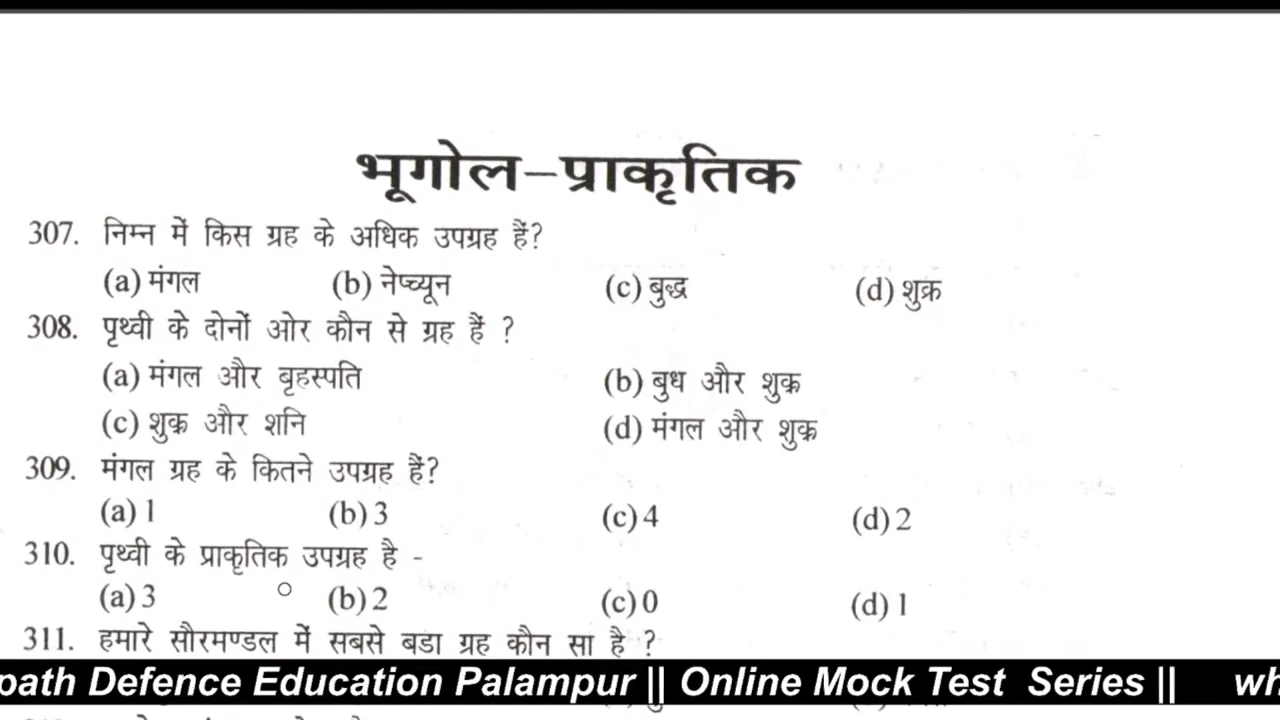 भूगोल–प्राकृतिक
307. निम्न में किस ग्रह के अधिक उपग्रह हैं?
(a) मंगल (b) नेप्च्यून (c) बुद्ध (d) शुक्र
308. पृथ्वी के दोनों ओर कौन से ग्रह हैं ?
(a) मंगल और बृहस्पति (b) बुध और शुक्र
(c) शुक्र और शनि (d) मंगल और शुक्र
309. मंगल ग्रह के कितने उपग्रह हैं?
(a) 1 (b) 3 (c) 4 (d) 2
310. पृथ्वी के प्राकृतिक उपग्रह है -
(a) 3 (b) 2 (c) 0 (d) 1
311. हमारे सौरमण्डल में सबसे बडा ग्रह कौन सा है ?
path Defence Education Palampur || Online Mock Test Series || wh